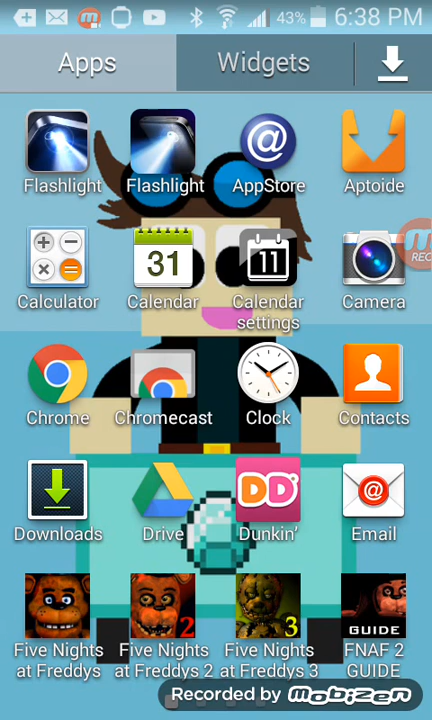 43% 6:38 PM
Apps Widgets
Flashlight Flashlight AppStore Aptoide
31 11
REC
Calculator Calendar Calendar settings Camera
Chrome Chromecast Clock Contacts
DD
Downloads Drive Dunkin' Email
2 3 GUIDE
Five Nights at Freddys Five Nights at Freddys 2 Five Nights at Freddys 3 FNAF 2 GUIDE
Recorded by mobizen